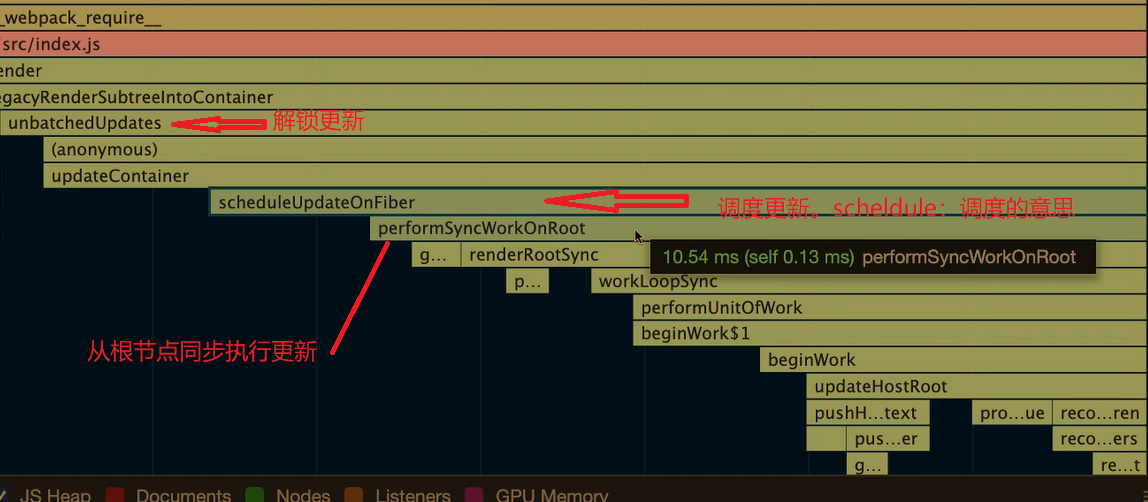 _webpack_require__
/src/index.js
ender
egacyRenderSubtreeIntoContainer
unbatchedUpdates
解锁更新
(anonymous)
updateContainer
scheduleUpdateOnFiber
调度更新。scheldule：调度的意思
performSyncWorkOnRoot
g... renderRootSync
10.54 ms (self 0.13 ms) performSyncWorkOnRoot
p... workLoopSync
performUnitOfWork
beginWork$1
从根节点同步执行更新
beginWork
updateHostRoot
pushH...text pro...ue reco...ren
pus...er reco...ers
g... re...t
JS Heap Documents Nodes Listeners GPU Memory